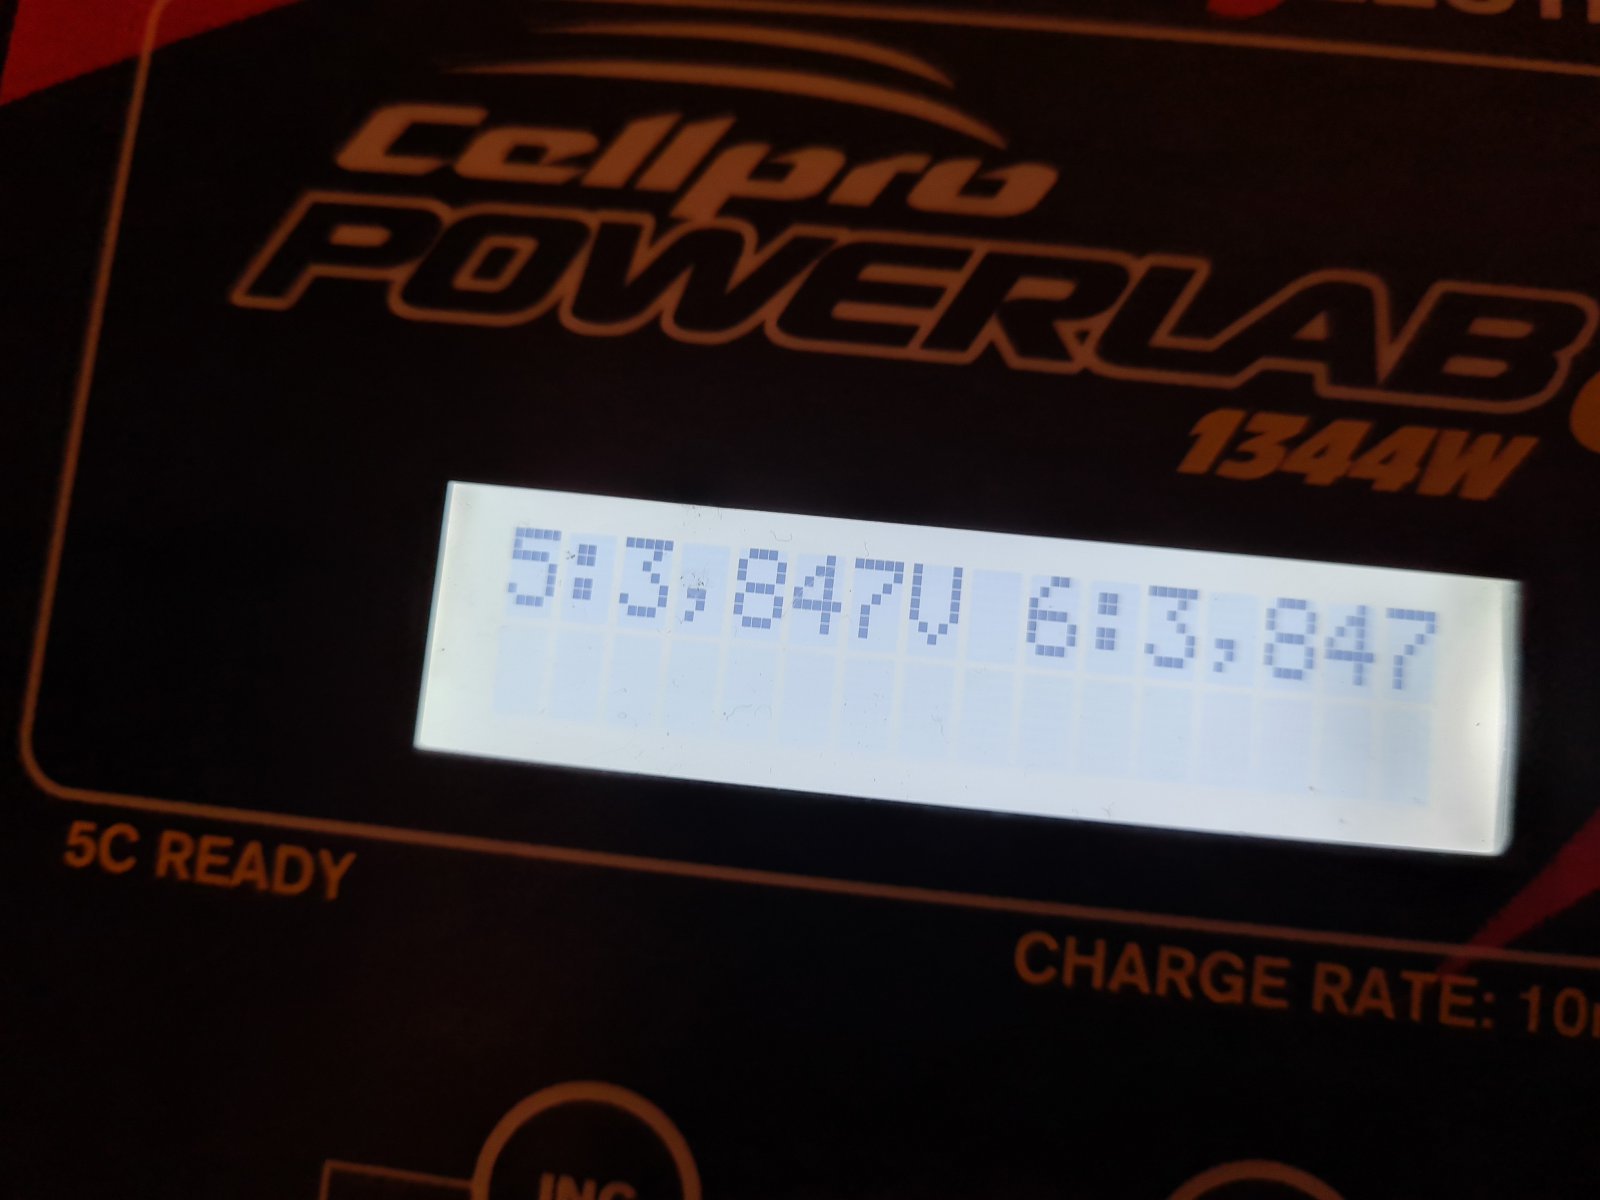 Cellpro
POWERLAB
1344W
5:3,847V 6:3,847
5C READY
CHARGE RATE: 10
INC